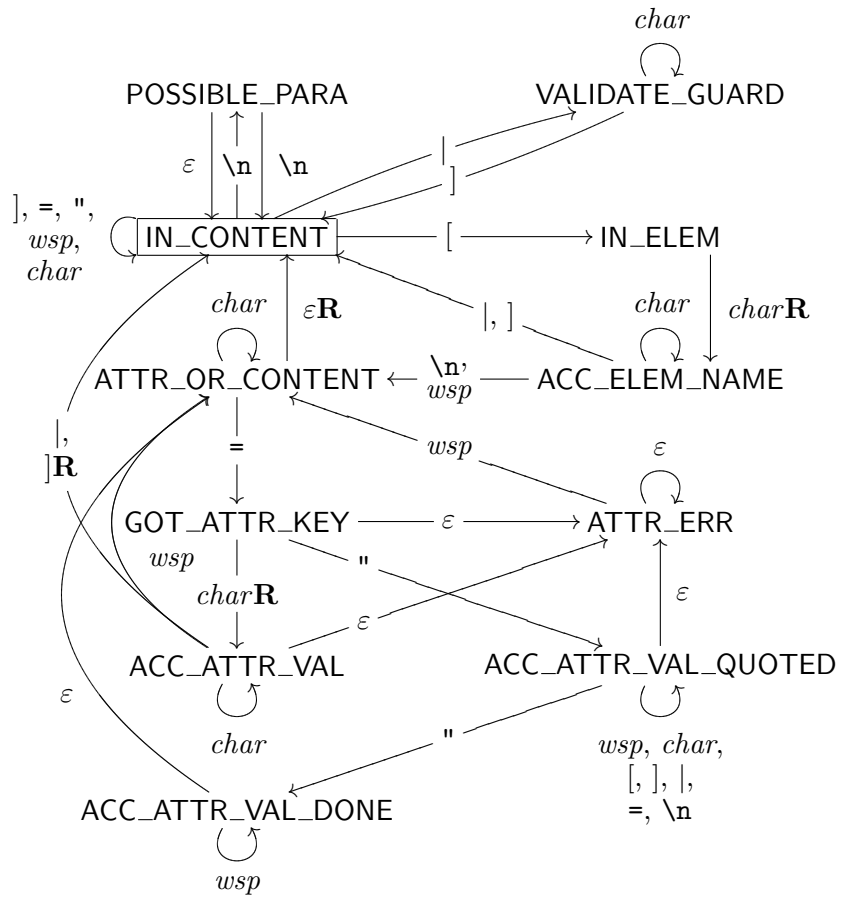 char
POSSIBLE_PARA VALIDATE_GUARD
ε \n \n
|
]
], =, ",
wsp,
char
IN_CONTENT [ IN_ELEM
char εR |, ] char charR
ATTR_OR_CONTENT \n, wsp ACC_ELEM_NAME
|,
]R
= wsp ε
GOT_ATTR_KEY ε ATTR_ERR
wsp "
charR ε ε
ACC_ATTR_VAL ACC_ATTR_VAL_QUOTED
ε char " wsp, char,
[, ], |,
=, \n
ACC_ATTR_VAL_DONE
wsp